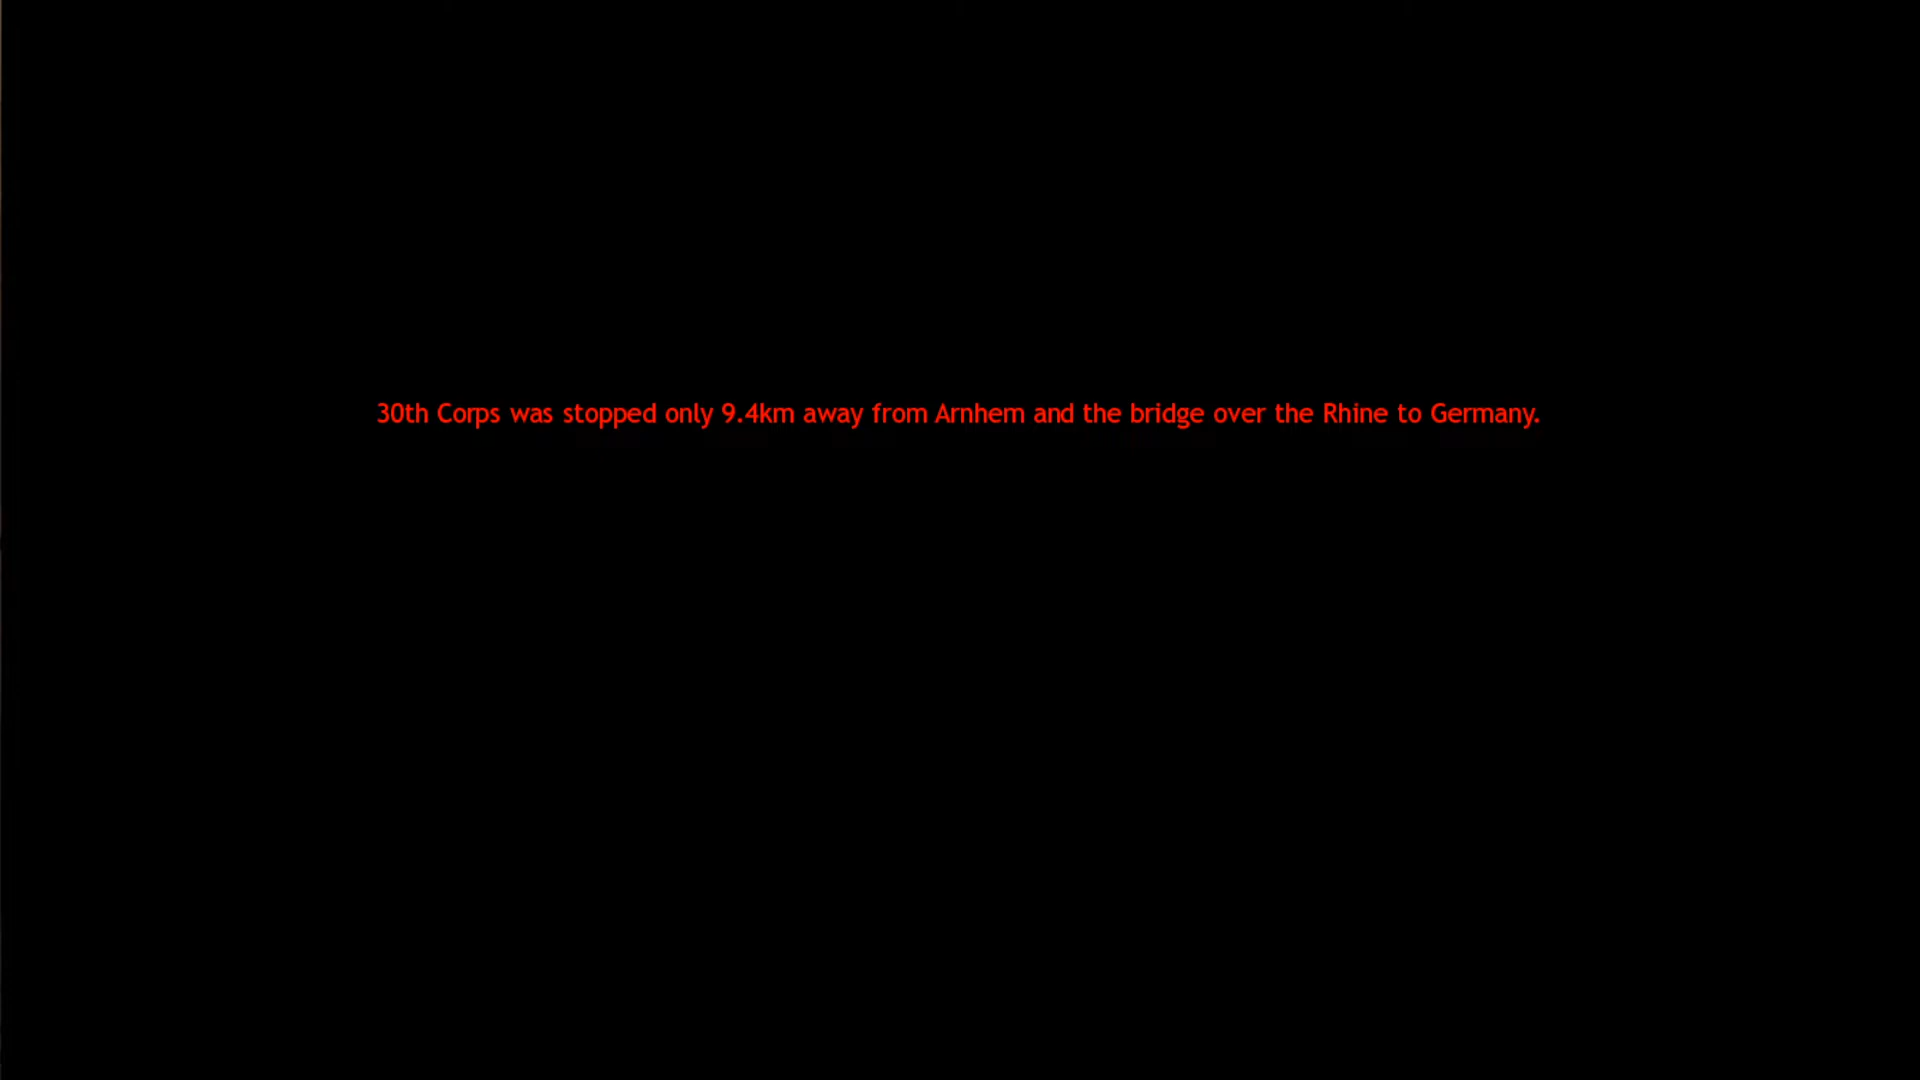 30th Corps was stopped only 9.4km away from Arnhem and the bridge over the Rhine to Germany.